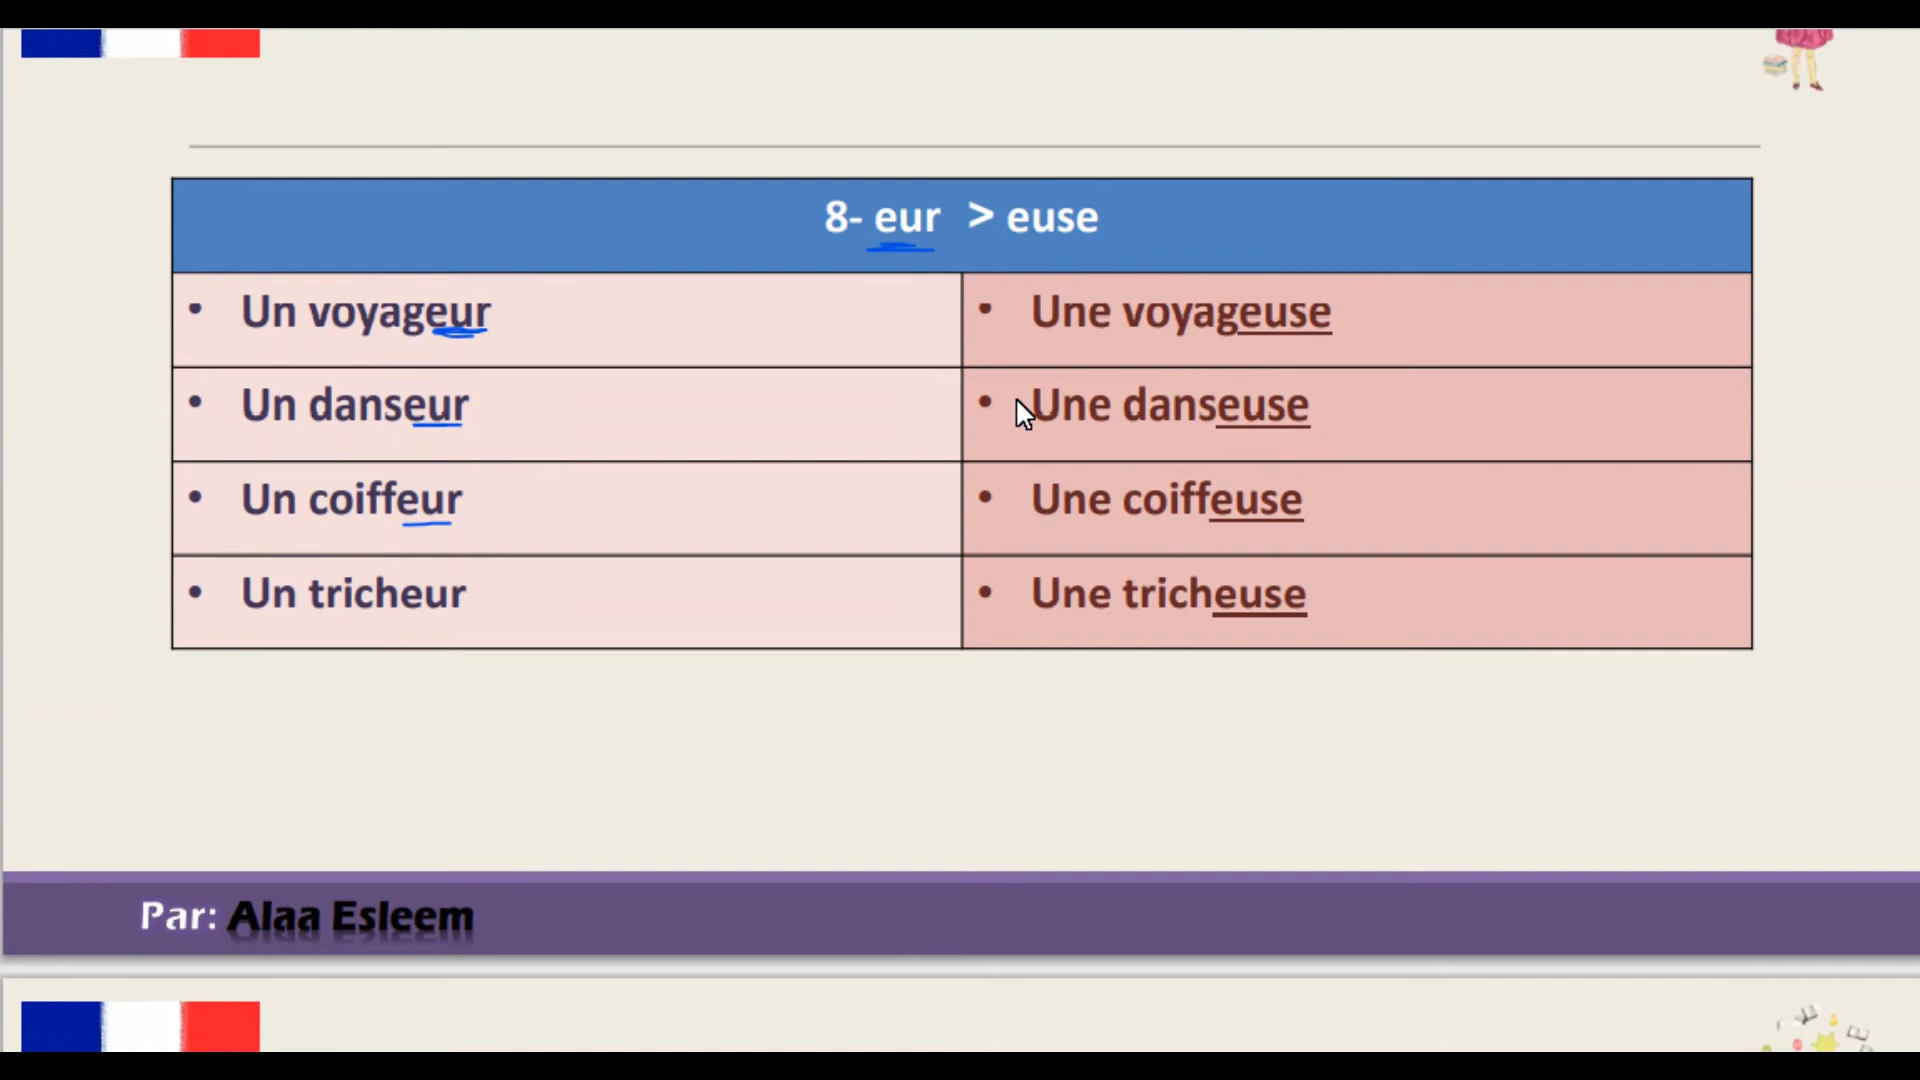 8- eur > euse
• Un voyageur
• Une voyageuse
• Un danseur
• Une danseuse
• Un coiffeur
• Une coiffeuse
• Un tricheur
• Une tricheuse
Par: Alaa Esleem